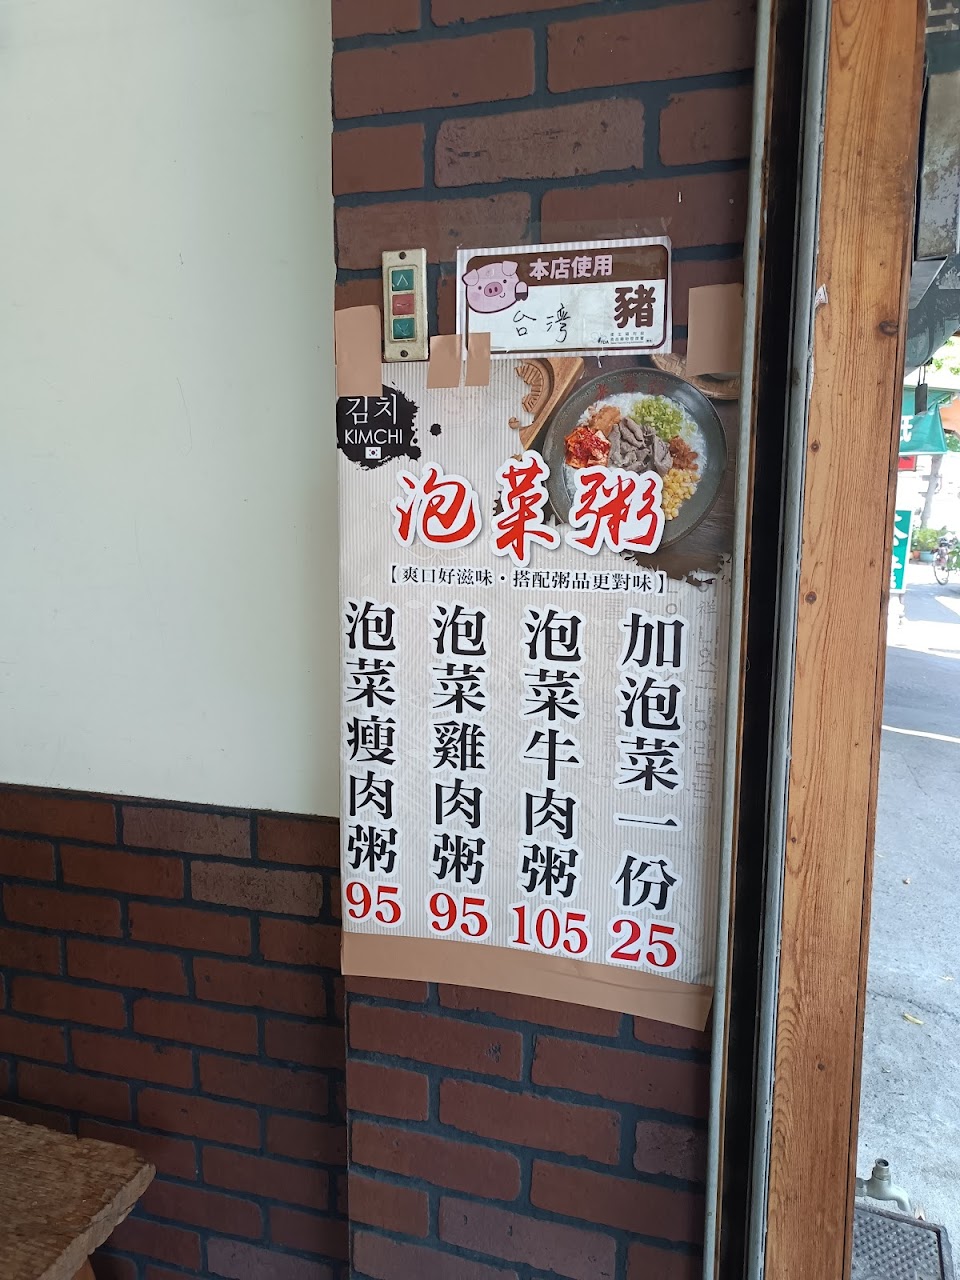 本店使用
台灣
豬
김치
KIMCHI
泡菜粥
【爽口好滋味・搭配粥品更對味】
加泡菜一份 25
泡菜牛肉粥 105
泡菜雞肉粥 95
泡菜瘦肉粥 95